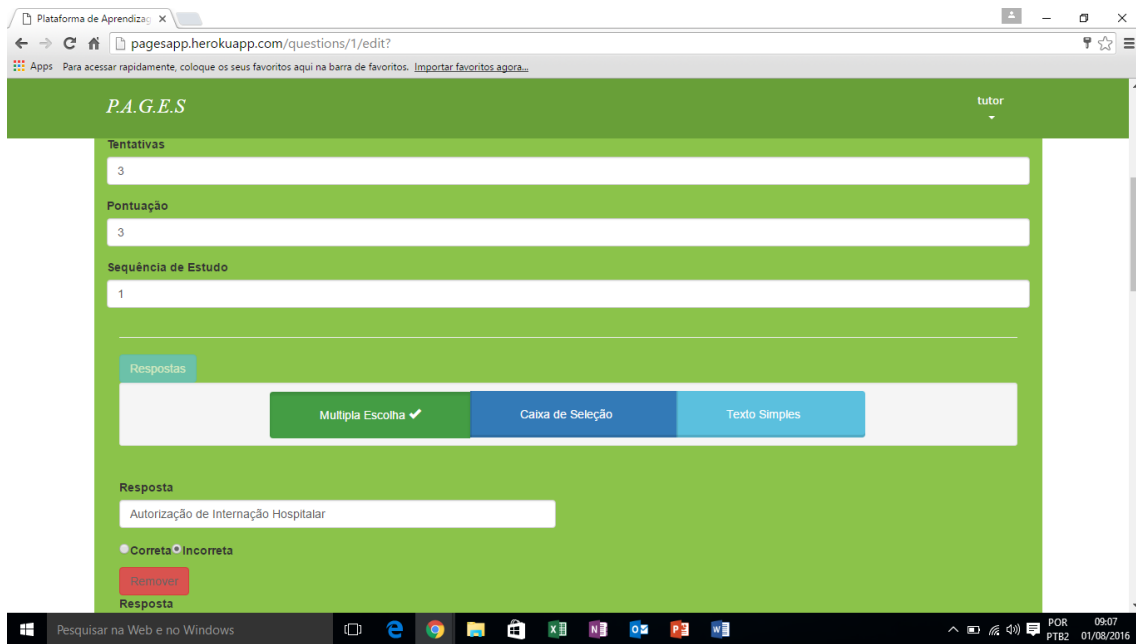 Plataforma de Aprendizag
pagesapp.herokuapp.com/questions/1/edit?
Apps Para acessar rapidamente, coloque os seus favoritos aqui na barra de favoritos. Importar favoritos agora...
P.A.G.E.S
tutor
Tentativas
3
Pontuação
3
Sequência de Estudo
1
Respostas
Multipla Escolha
Caixa de Seleção
Texto Simples
Resposta
Autorização de Internação Hospitalar
Correta Incorreta
Remover
Resposta
Pesquisar na Web e no Windows
POR
PTB2
09:07
01/08/2016